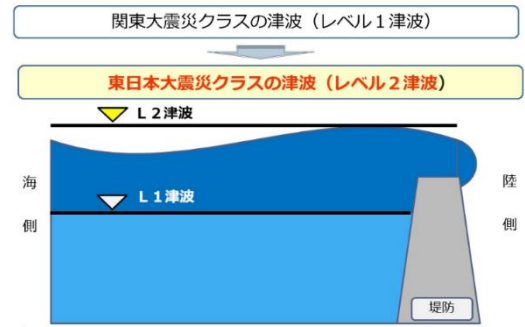 関東大震災クラスの津波（レベル１津波）
東日本大震災クラスの津波（レベル２津波）
Ｌ２津波
Ｌ１津波
海側
陸側
堤防